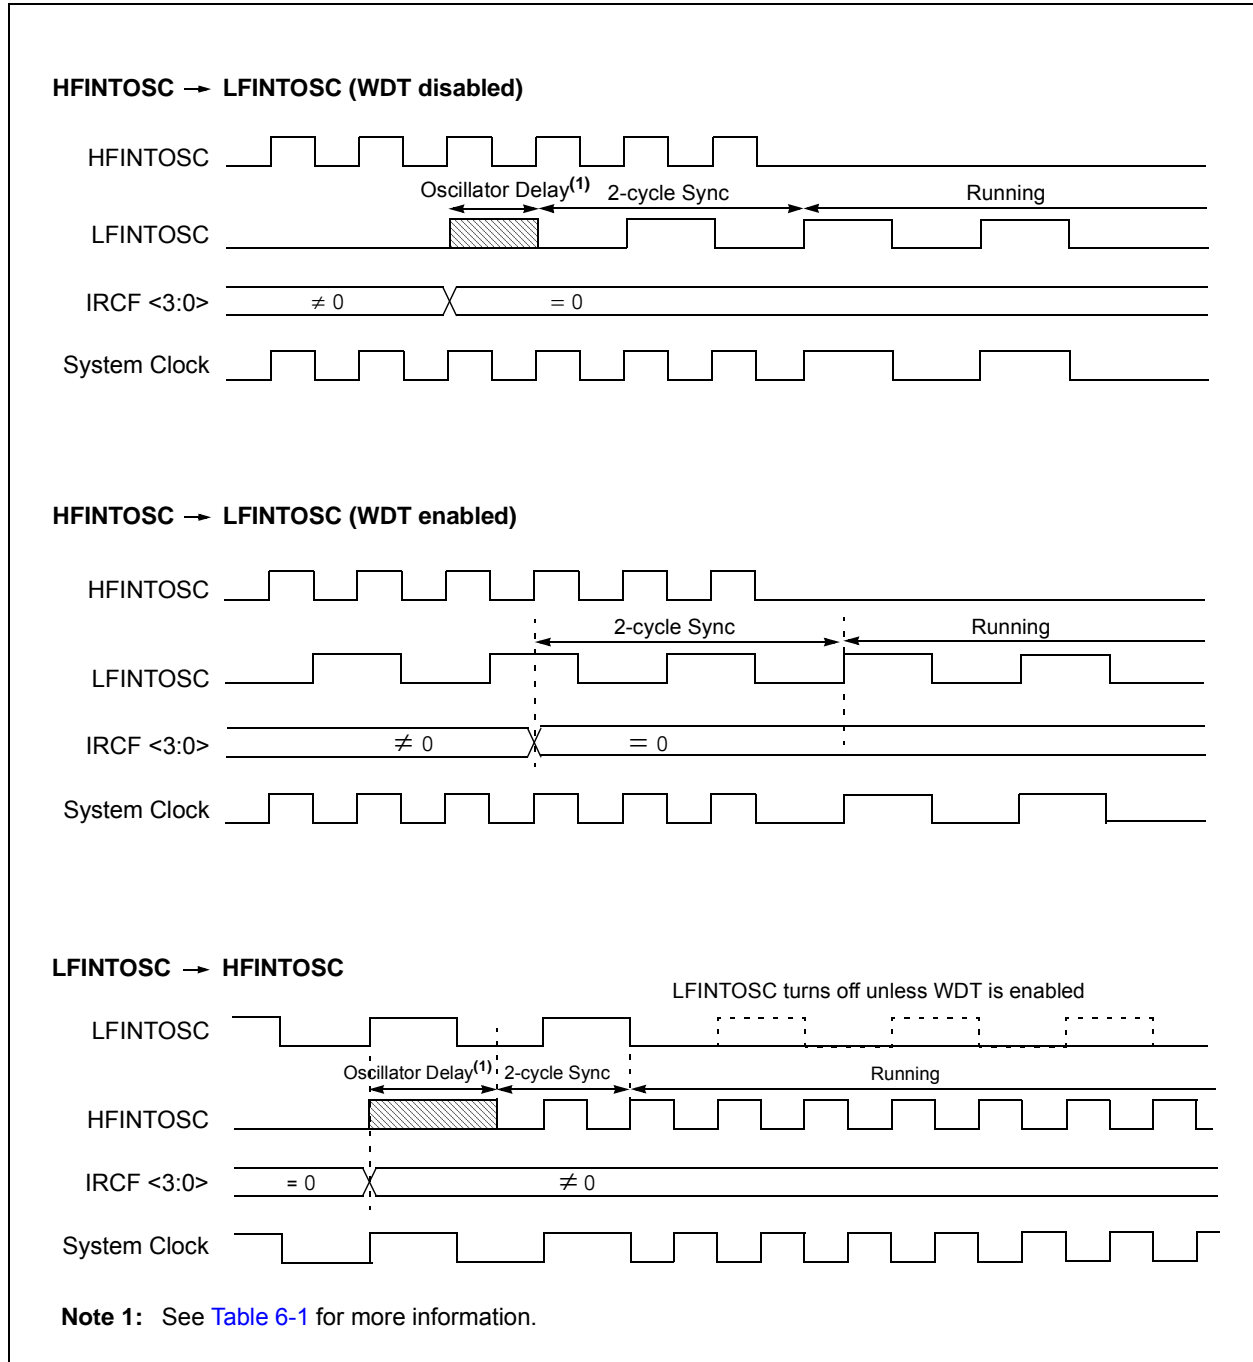 HFINTOSC → LFINTOSC (WDT disabled)
HFINTOSC
Oscillator Delay(1) 2-cycle Sync Running
LFINTOSC
IRCF <3:0> ≠ 0 = 0
System Clock
HFINTOSC → LFINTOSC (WDT enabled)
HFINTOSC
2-cycle Sync Running
LFINTOSC
IRCF <3:0> ≠ 0 = 0
System Clock
LFINTOSC → HFINTOSC
LFINTOSC turns off unless WDT is enabled
LFINTOSC
Oscillator Delay(1) 2-cycle Sync Running
HFINTOSC
IRCF <3:0> = 0 ≠ 0
System Clock
Note 1: See Table 6-1 for more information.